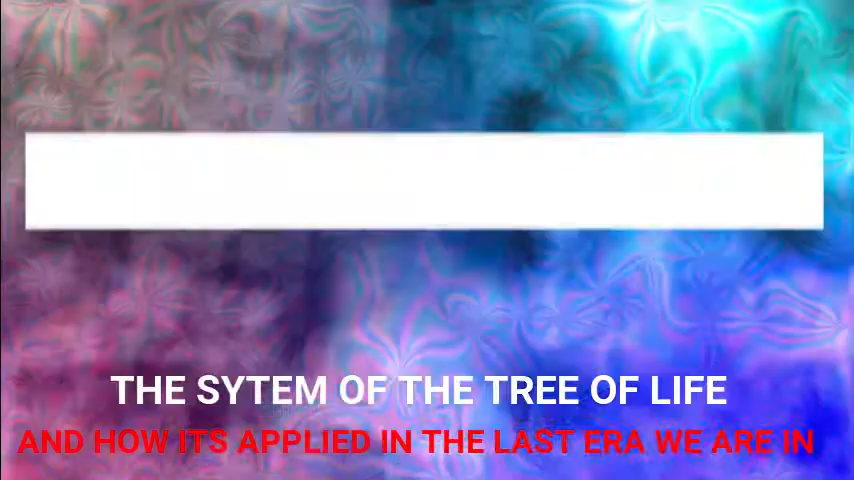 THE SYTEM OF THE TREE OF LIFE
AND HOW ITS APPLIED IN THE LAST ERA WE ARE IN